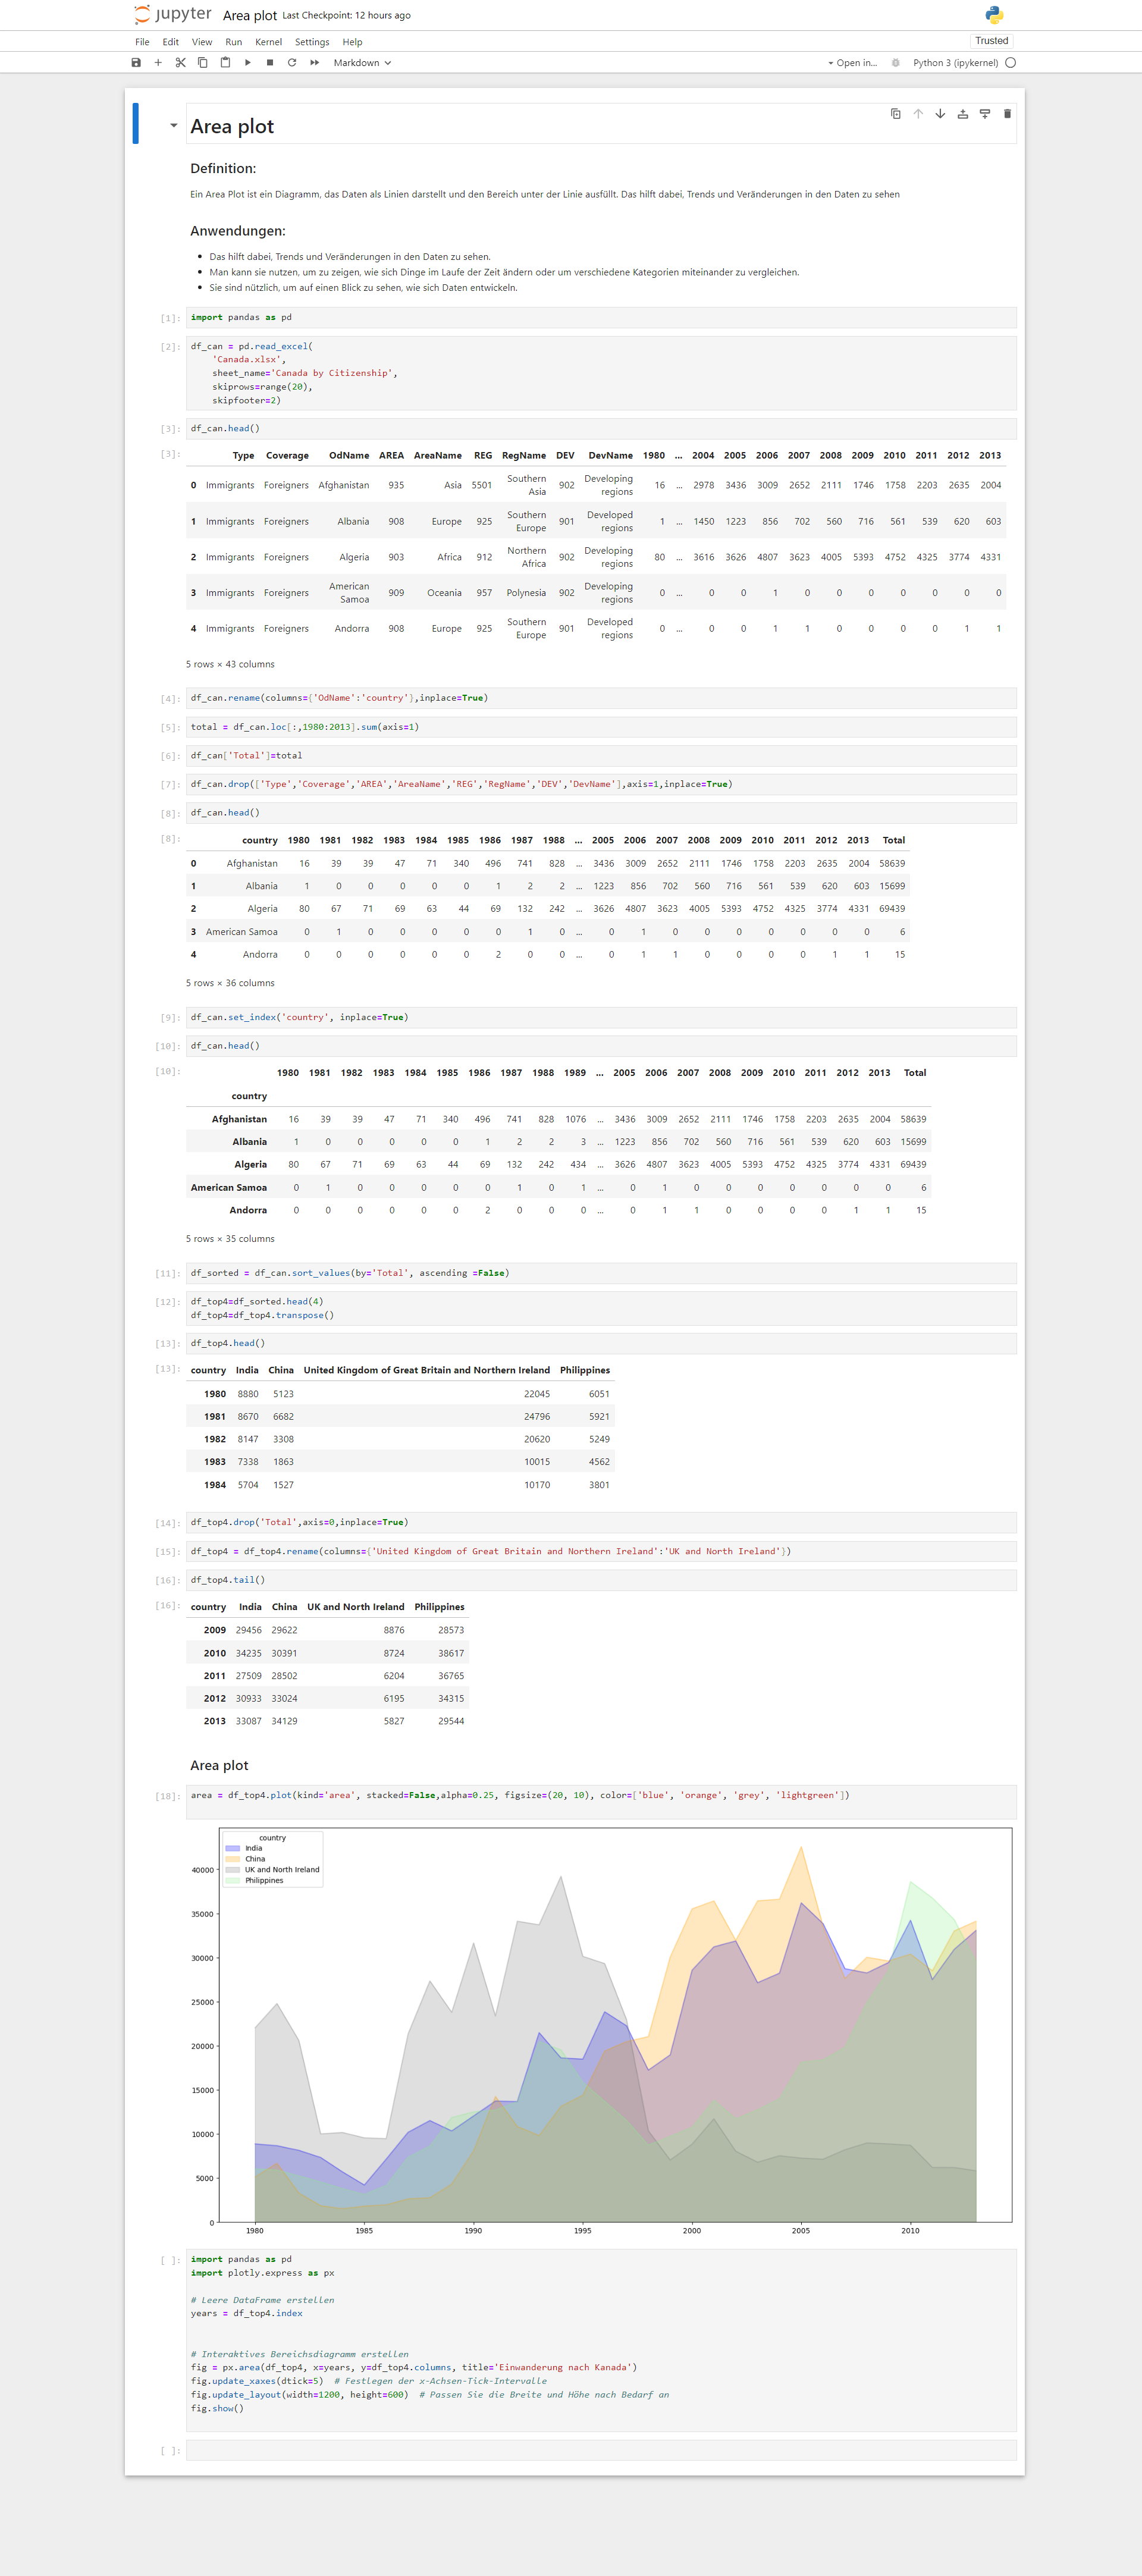 jupyter Area plot Last Checkpoint: 12 hours ago
File Edit View Run Kernel Settings Help Trusted
Markdown Open in... Python 3 (ipykernel)
Area plot
Definition:
Ein Area Plot ist ein Diagramm, das Daten als Linien darstellt und den Bereich unter der Linie ausfüllt. Das hilft dabei, Trends und Veränderungen in den Daten zu sehen
Anwendungen:
• Das hilft dabei, Trends und Veränderungen in den Daten zu sehen.
• Man kann sie nutzen, um zu zeigen, wie sich Dinge im Laufe der Zeit ändern oder um verschiedene Kategorien miteinander zu vergleichen.
• Sie sind nützlich, um auf einen Blick zu sehen, wie sich Daten entwickeln.
[1]: import pandas as pd
[2]: df_can = pd.read_excel(
'Canada.xlsx',
sheet_name='Canada by Citizenship',
skiprows=range(20),
skipfooter=2)
[3]: df_can.head()
[3]: Type Coverage OdName AREA AreaName REG RegName DEV DevName 1980 ... 2004 2005 2006 2007 2008 2009 2010 2011 2012 2013
0 Immigrants Foreigners Afghanistan 935 Asia 5501 Southern Asia 902 Developing regions 16 ... 2978 3436 3009 2652 2111 1746 1758 2203 2635 2004
1 Immigrants Foreigners Albania 908 Europe 925 Southern Europe 901 Developed regions 1 ... 1450 1223 856 702 560 716 561 539 620 603
2 Immigrants Foreigners Algeria 903 Africa 912 Northern Africa 902 Developing regions 80 ... 3616 3626 4807 3623 4005 5393 4752 4325 3774 4331
3 Immigrants Foreigners American Samoa 909 Oceania 957 Polynesia 902 Developing regions 0 ... 0 0 1 0 0 0 0 0 0 0
4 Immigrants Foreigners Andorra 908 Europe 925 Southern Europe 901 Developed regions 0 ... 0 0 1 1 0 0 0 0 1 1
5 rows × 43 columns
[4]: df_can.rename(columns={'OdName':'country'},inplace=True)
[5]: total = df_can.loc[:,1980:2013].sum(axis=1)
[6]: df_can['Total']=total
[7]: df_can.drop(['Type','Coverage','AREA','AreaName','REG','RegName','DEV','DevName'],axis=1,inplace=True)
[8]: df_can.head()
[8]: country 1980 1981 1982 1983 1984 1985 1986 1987 1988 ... 2005 2006 2007 2008 2009 2010 2011 2012 2013 Total
0 Afghanistan 16 39 39 47 71 340 496 741 828 ... 3436 3009 2652 2111 1746 1758 2203 2635 2004 58639
1 Albania 1 0 0 0 0 0 1 2 2 ... 1223 856 702 560 716 561 539 620 603 15699
2 Algeria 80 67 71 69 63 44 69 132 242 ... 3626 4807 3623 4005 5393 4752 4325 3774 4331 69439
3 American Samoa 0 1 0 0 0 0 0 1 0 ... 0 1 0 0 0 0 0 0 0 6
4 Andorra 0 0 0 0 0 0 2 0 0 ... 0 1 1 0 0 0 0 1 1 15
5 rows × 36 columns
[9]: df_can.set_index('country', inplace=True)
[10]: df_can.head()
[10]: 1980 1981 1982 1983 1984 1985 1986 1987 1988 1989 ... 2005 2006 2007 2008 2009 2010 2011 2012 2013 Total
country
Afghanistan 16 39 39 47 71 340 496 741 828 1076 ... 3436 3009 2652 2111 1746 1758 2203 2635 2004 58639
Albania 1 0 0 0 0 0 1 2 2 3 ... 1223 856 702 560 716 561 539 620 603 15699
Algeria 80 67 71 69 63 44 69 132 242 434 ... 3626 4807 3623 4005 5393 4752 4325 3774 4331 69439
American Samoa 0 1 0 0 0 0 0 1 0 1 ... 0 1 0 0 0 0 0 0 0 6
Andorra 0 0 0 0 0 0 2 0 0 0 ... 0 1 1 0 0 0 0 1 1 15
5 rows × 35 columns
[11]: df_sorted = df_can.sort_values(by='Total', ascending =False)
[12]: df_top4=df_sorted.head(4)
df_top4=df_top4.transpose()
[13]: df_top4.head()
[13]: country India China United Kingdom of Great Britain and Northern Ireland Philippines
1980 8880 5123 22045 6051
1981 8670 6682 24796 5921
1982 8147 3308 20620 5249
1983 7338 1863 10015 4562
1984 5704 1527 10170 3801
[14]: df_top4.drop('Total',axis=0,inplace=True)
[15]: df_top4 = df_top4.rename(columns={'United Kingdom of Great Britain and Northern Ireland':'UK and North Ireland'})
[16]: df_top4.tail()
[16]: country India China UK and North Ireland Philippines
2009 29456 29622 8876 28573
2010 34235 30391 8724 38617
2011 27509 28502 6204 36765
2012 30933 33024 6195 34315
2013 33087 34129 5827 29544
Area plot
[18]: area = df_top4.plot(kind='area', stacked=False,alpha=0.25, figsize=(20, 10), color=['blue', 'orange', 'grey', 'lightgreen'])
country
India
China
UK and North Ireland
Philippines
40000
35000
30000
25000
20000
15000
10000
5000
0
1980 1985 1990 1995 2000 2005 2010
[ ]: import pandas as pd
import plotly.express as px
# Leere DataFrame erstellen
years = df_top4.index
# Interaktives Bereichsdiagramm erstellen
fig = px.area(df_top4, x=years, y=df_top4.columns, title='Einwanderung nach Kanada')
fig.update_xaxes(dtick=5) # Festlegen der x-Achsen-Tick-Intervalle
fig.update_layout(width=1200, height=600) # Passen Sie die Breite und Höhe nach Bedarf an
fig.show()
[ ]: